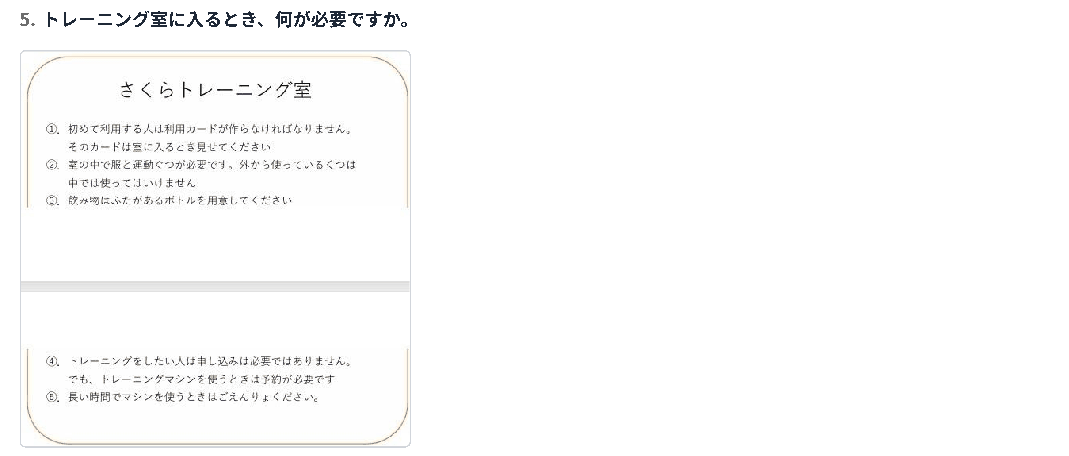 5. トレーニング室に入るとき、何が必要ですか。
さくらトレーニング室
①. 初めて利用する人は利用カードが作らなければなりません。
そのカードは室に入るとき見せてください
②. 室の中で服と運動ぐつが必要です。外から使っているくつは
中では使ってはいけません
③. 飲み物はふたがあるボトルを用意してください
④. トレーニングをしたい人は申し込みは必要ではありません。
でも、トレーニングマシンを使うときは予約が必要です
⑤. 長い時間でマシンを使うときはごえんりょください。